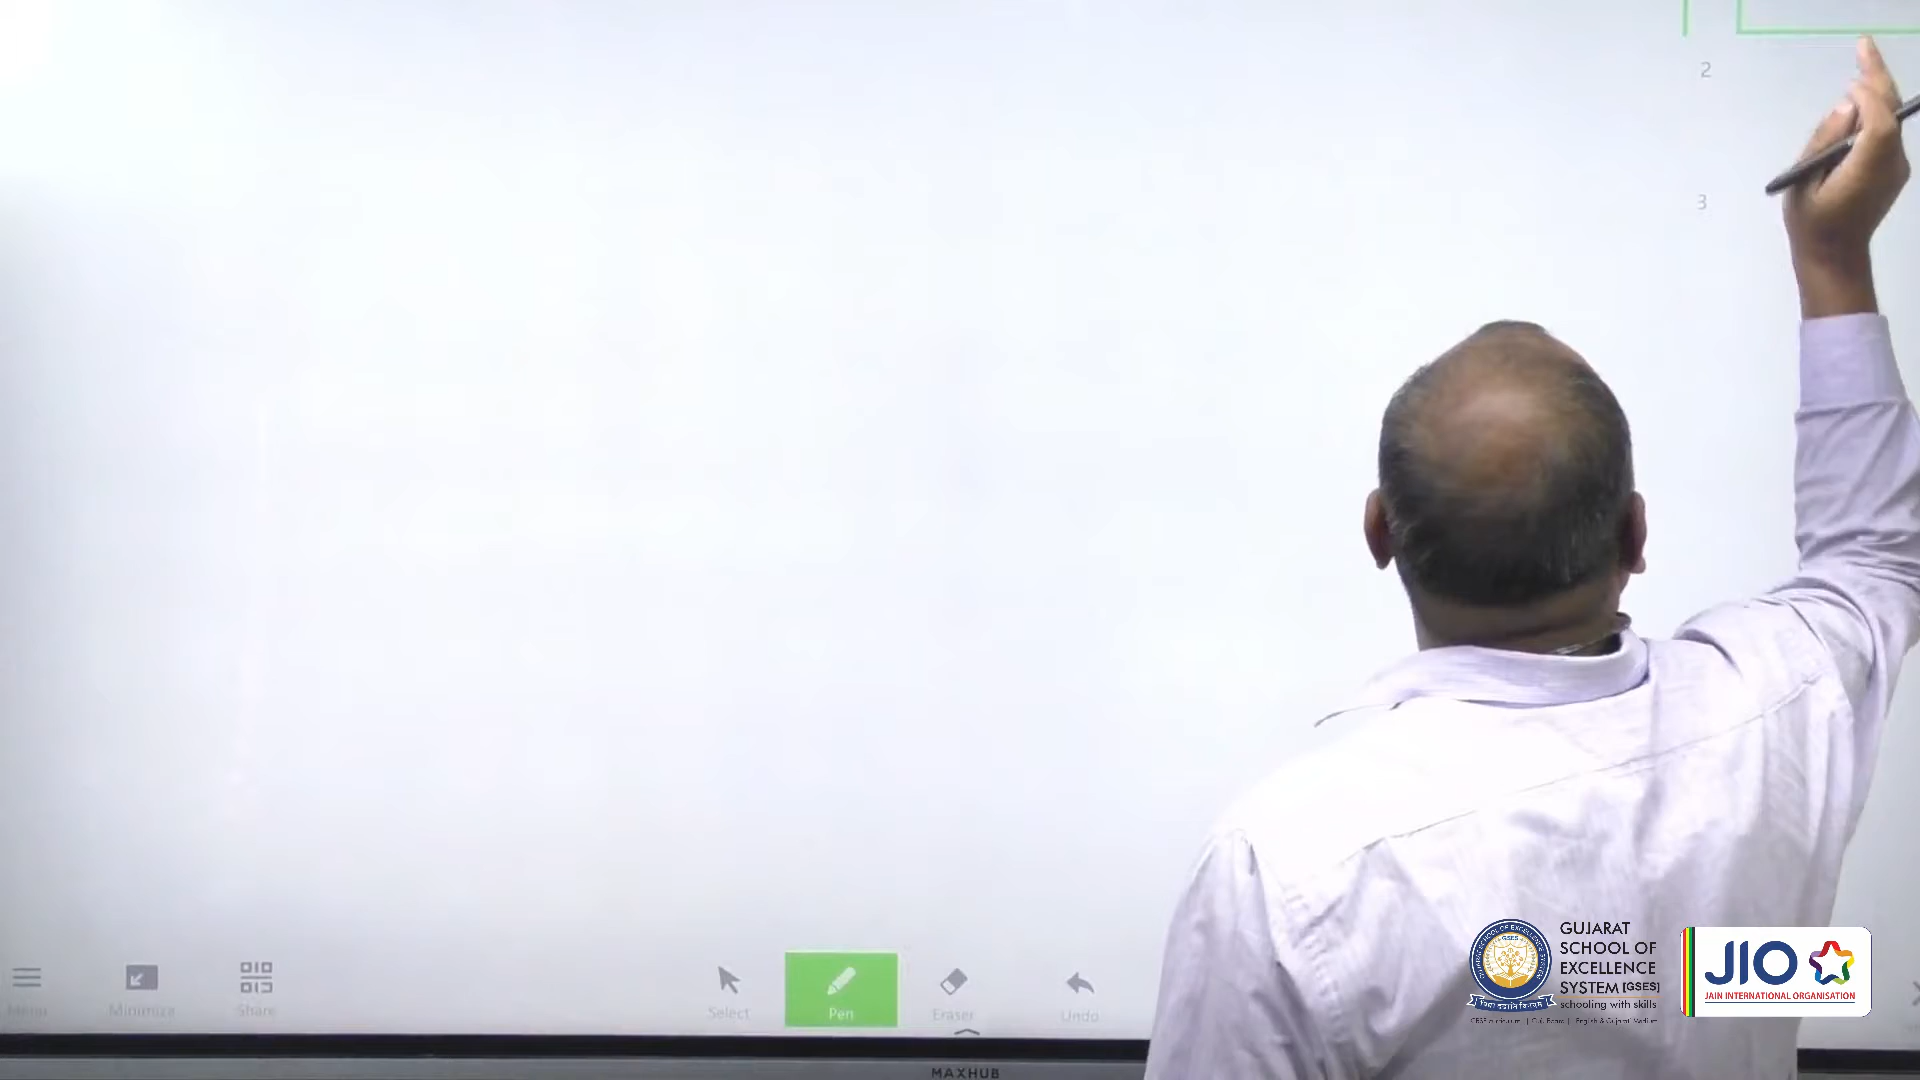 2
3
Menu
Minimize
Share
Select
Pen
Eraser
Undo
MAXHUB
GSES
GUJARAT
SCHOOL OF
EXCELLENCE
SYSTEM [GSES]
schooling with skills
JIO
JAIN INTERNATIONAL ORGANISATION